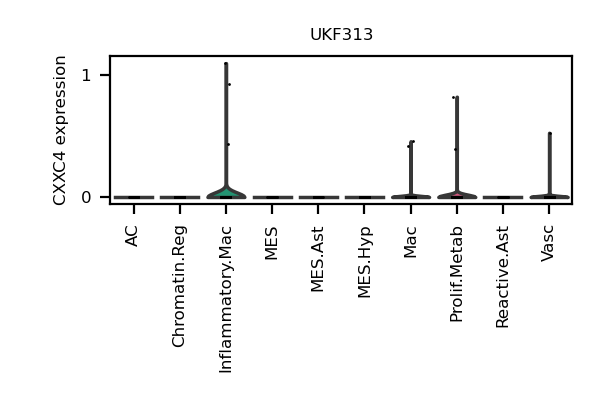 UKF313
CXXC4 expression
1
0
AC
Chromatin.Reg
Inflammatory.Mac
MES
MES.Ast
MES.Hyp
Mac
Prolif.Metab
Reactive.Ast
Vasc